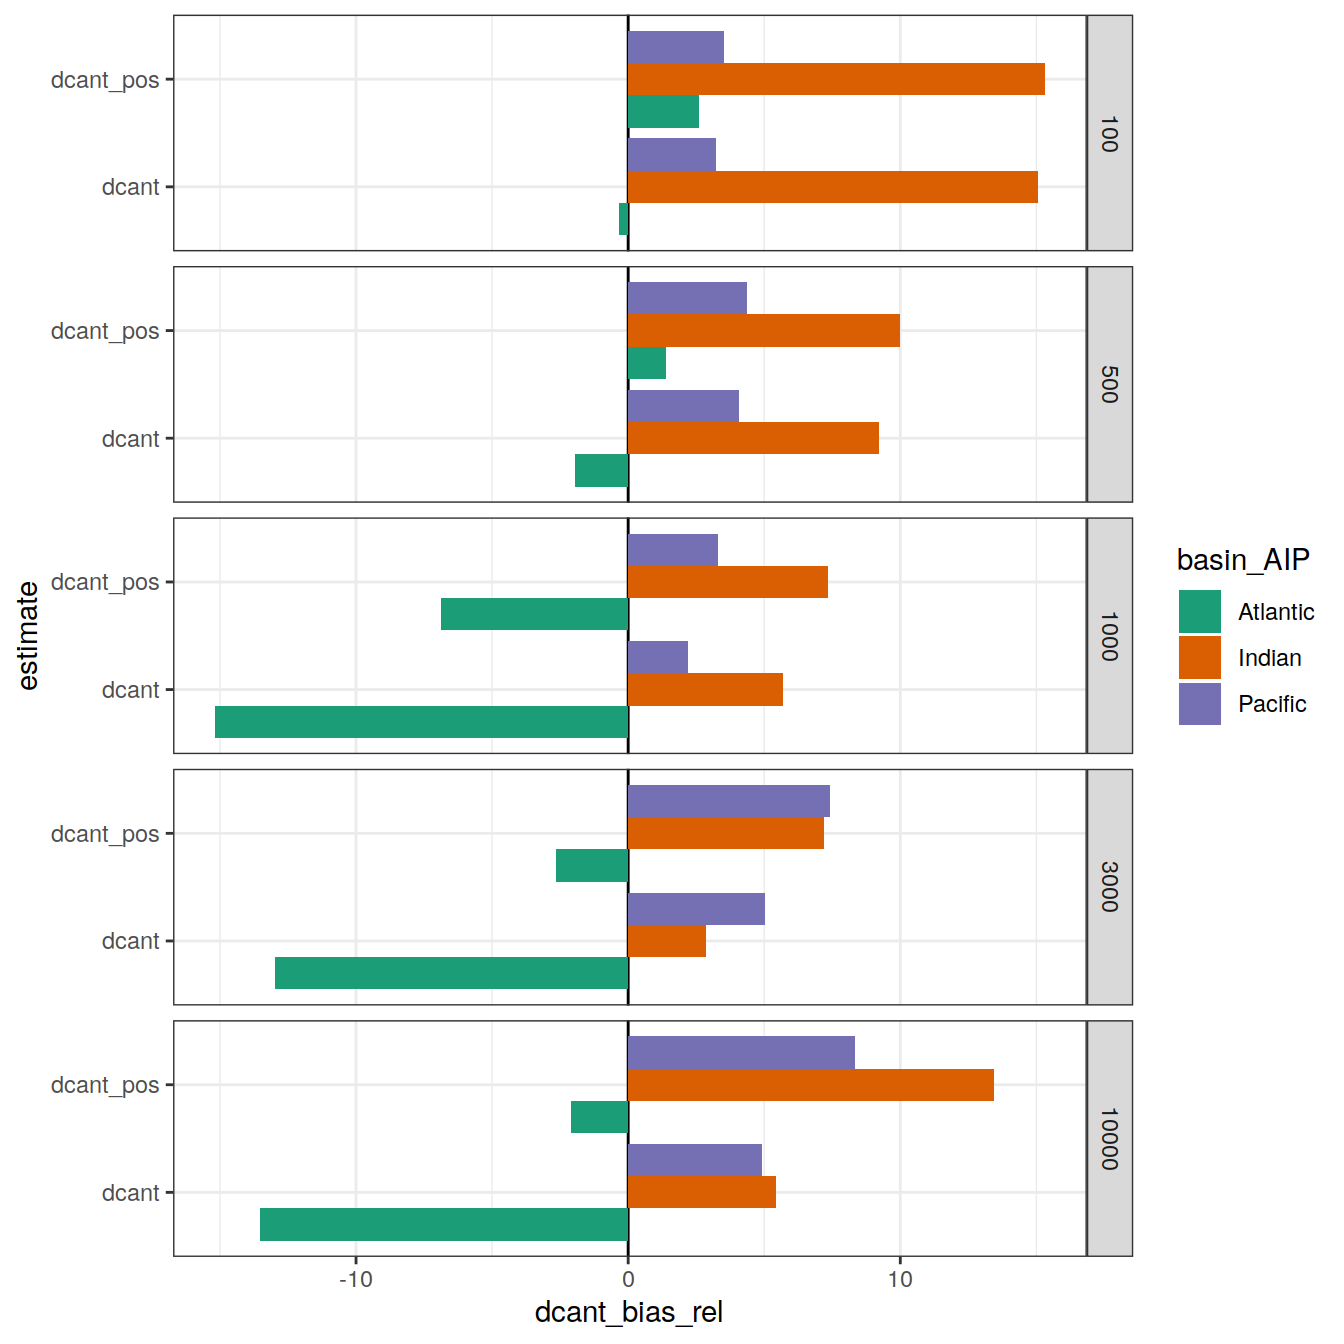 dcant_pos
dcant
100
dcant_pos
dcant
500
dcant_pos
dcant
1000
dcant_pos
dcant
3000
dcant_pos
dcant
10000
estimate
-10
0
10
dcant_bias_rel
basin_AIP
Atlantic
Indian
Pacific